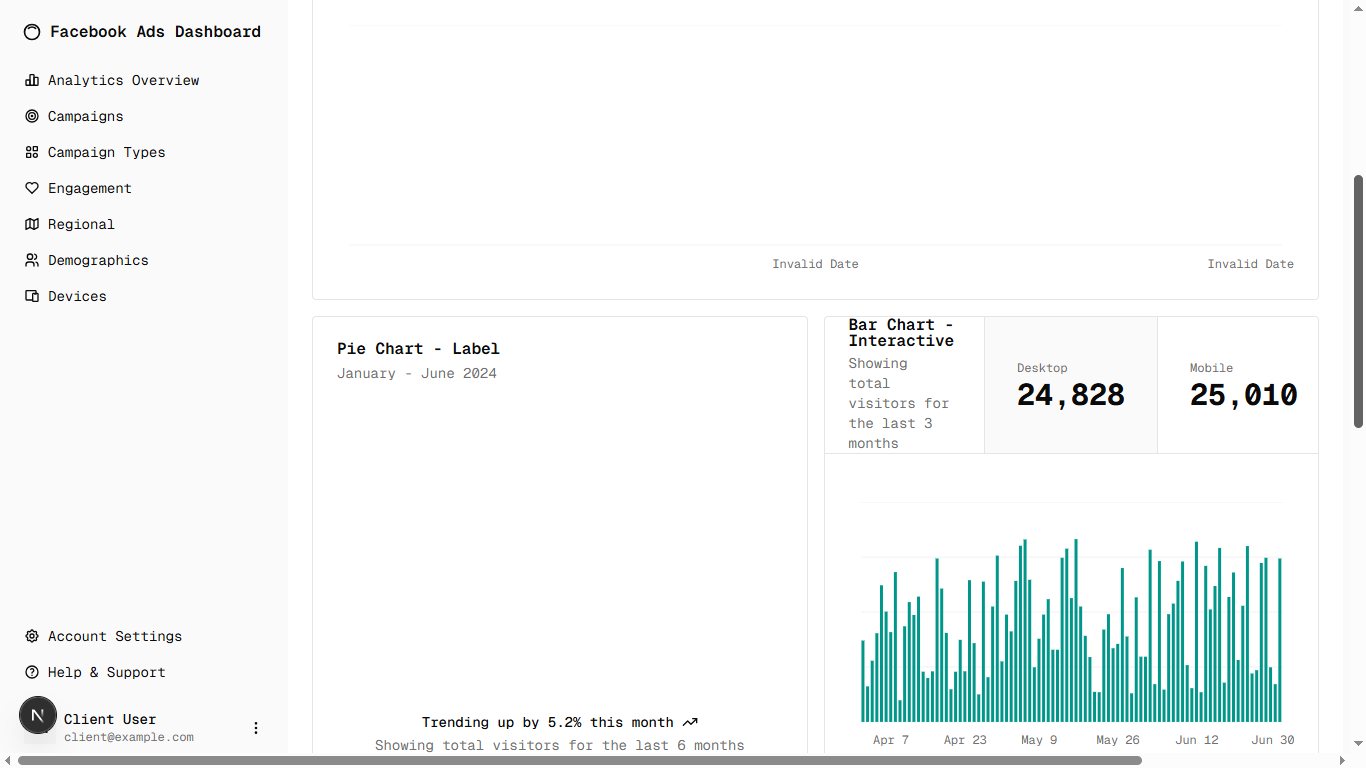 Facebook Ads Dashboard
Analytics Overview
Campaigns
Campaign Types
Engagement
Regional
Demographics
Devices
Account Settings
Help & Support
N
Client User
client@example.com
Invalid Date
Invalid Date
Pie Chart - Label
January - June 2024
Trending up by 5.2% this month
Showing total visitors for the last 6 months
Bar Chart -
Interactive
Showing
total
visitors for
the last 3
months
Desktop
24,828
Mobile
25,010
Apr 7
Apr 23
May 9
May 26
Jun 12
Jun 30